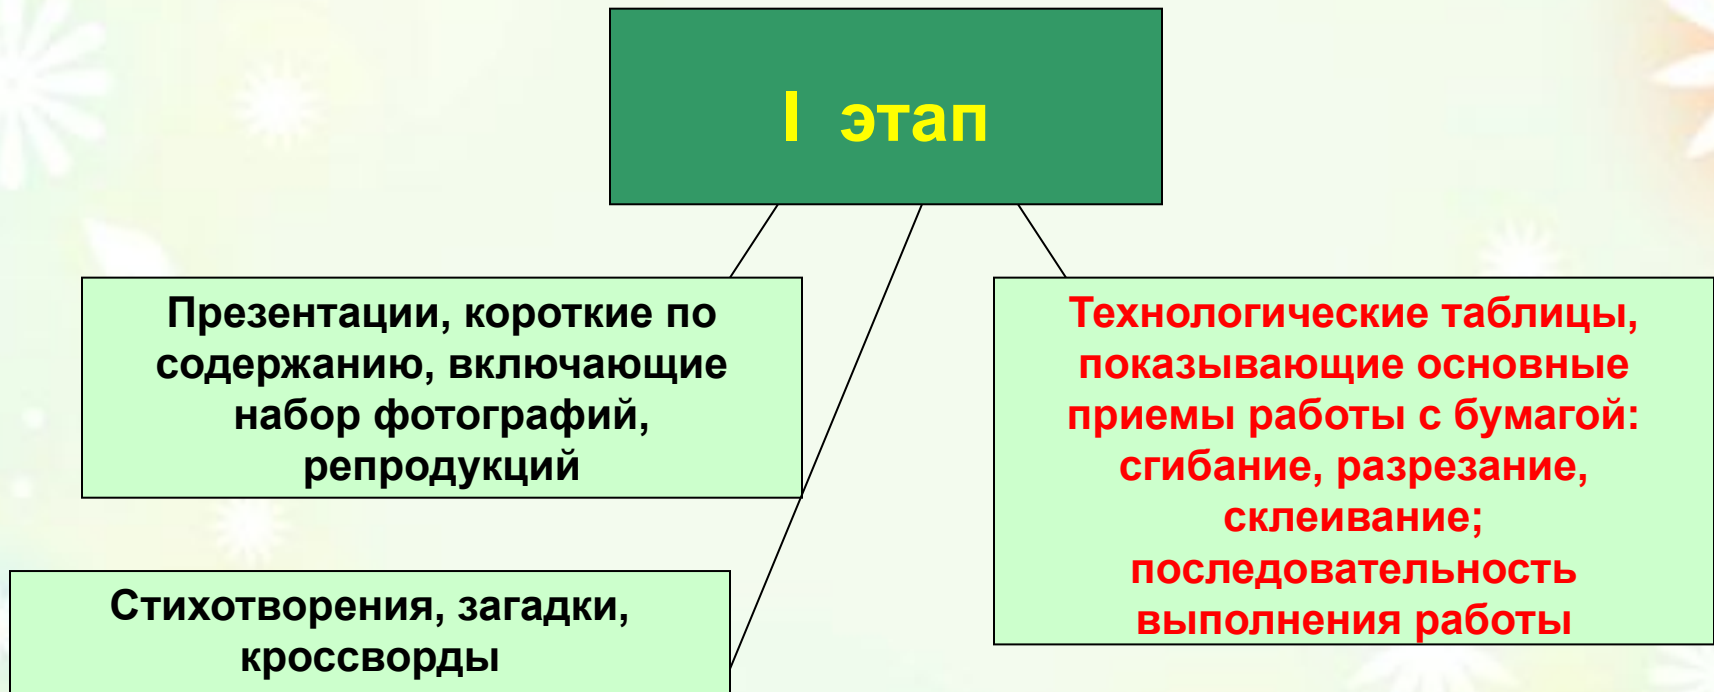 I этап
Презентации, короткие по
содержанию, включающие
набор фотографий,
репродукций
Технологические таблицы,
показывающие основные
приемы работы с бумагой:
сгибание, разрезание,
склеивание;
последовательность
выполнения работы
Стихотворения, загадки,
кроссворды